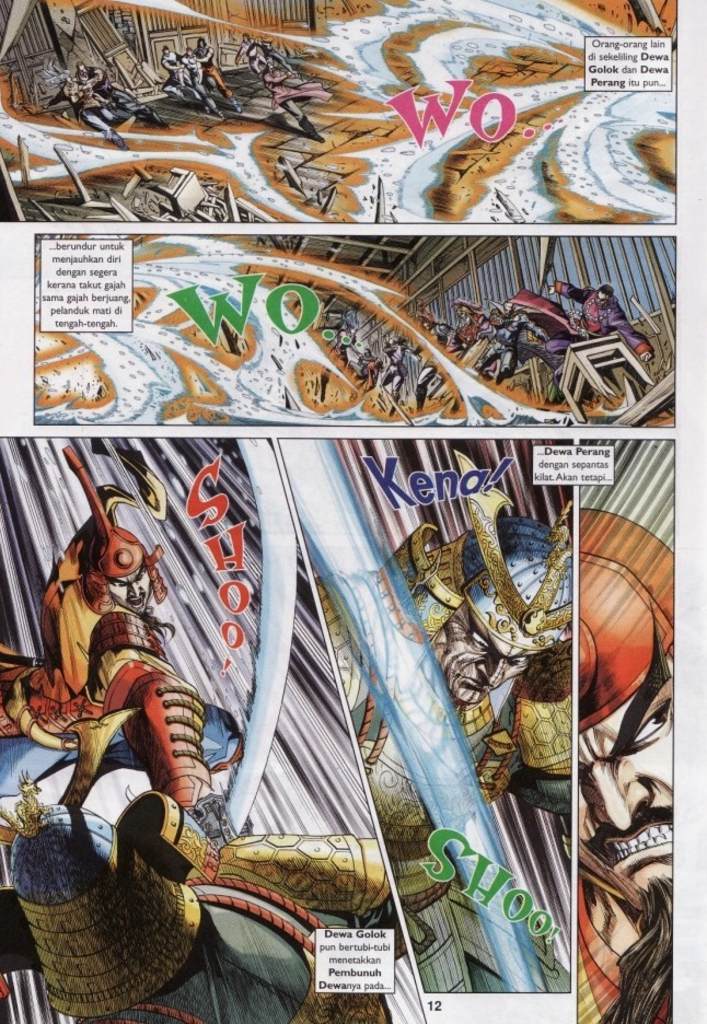 Orang-orang lain
di sekeliling Dewa
Golok dan Dewa
Perang itu pun...
WO..
...berundur untuk
menjauhkan diri
dengan segera
kerana takut gajah
sama gajah berjuang,
pelanduk mati di
tengah-tengah.
WO...
SHOO!
Dewa Golok
pun bertubi-tubi
menetakkan
Pembunuh
Dewanya pada...
Kena!
...Dewa Perang
dengan sepantas
kilat. Akan tetapi...
SHOO!
12